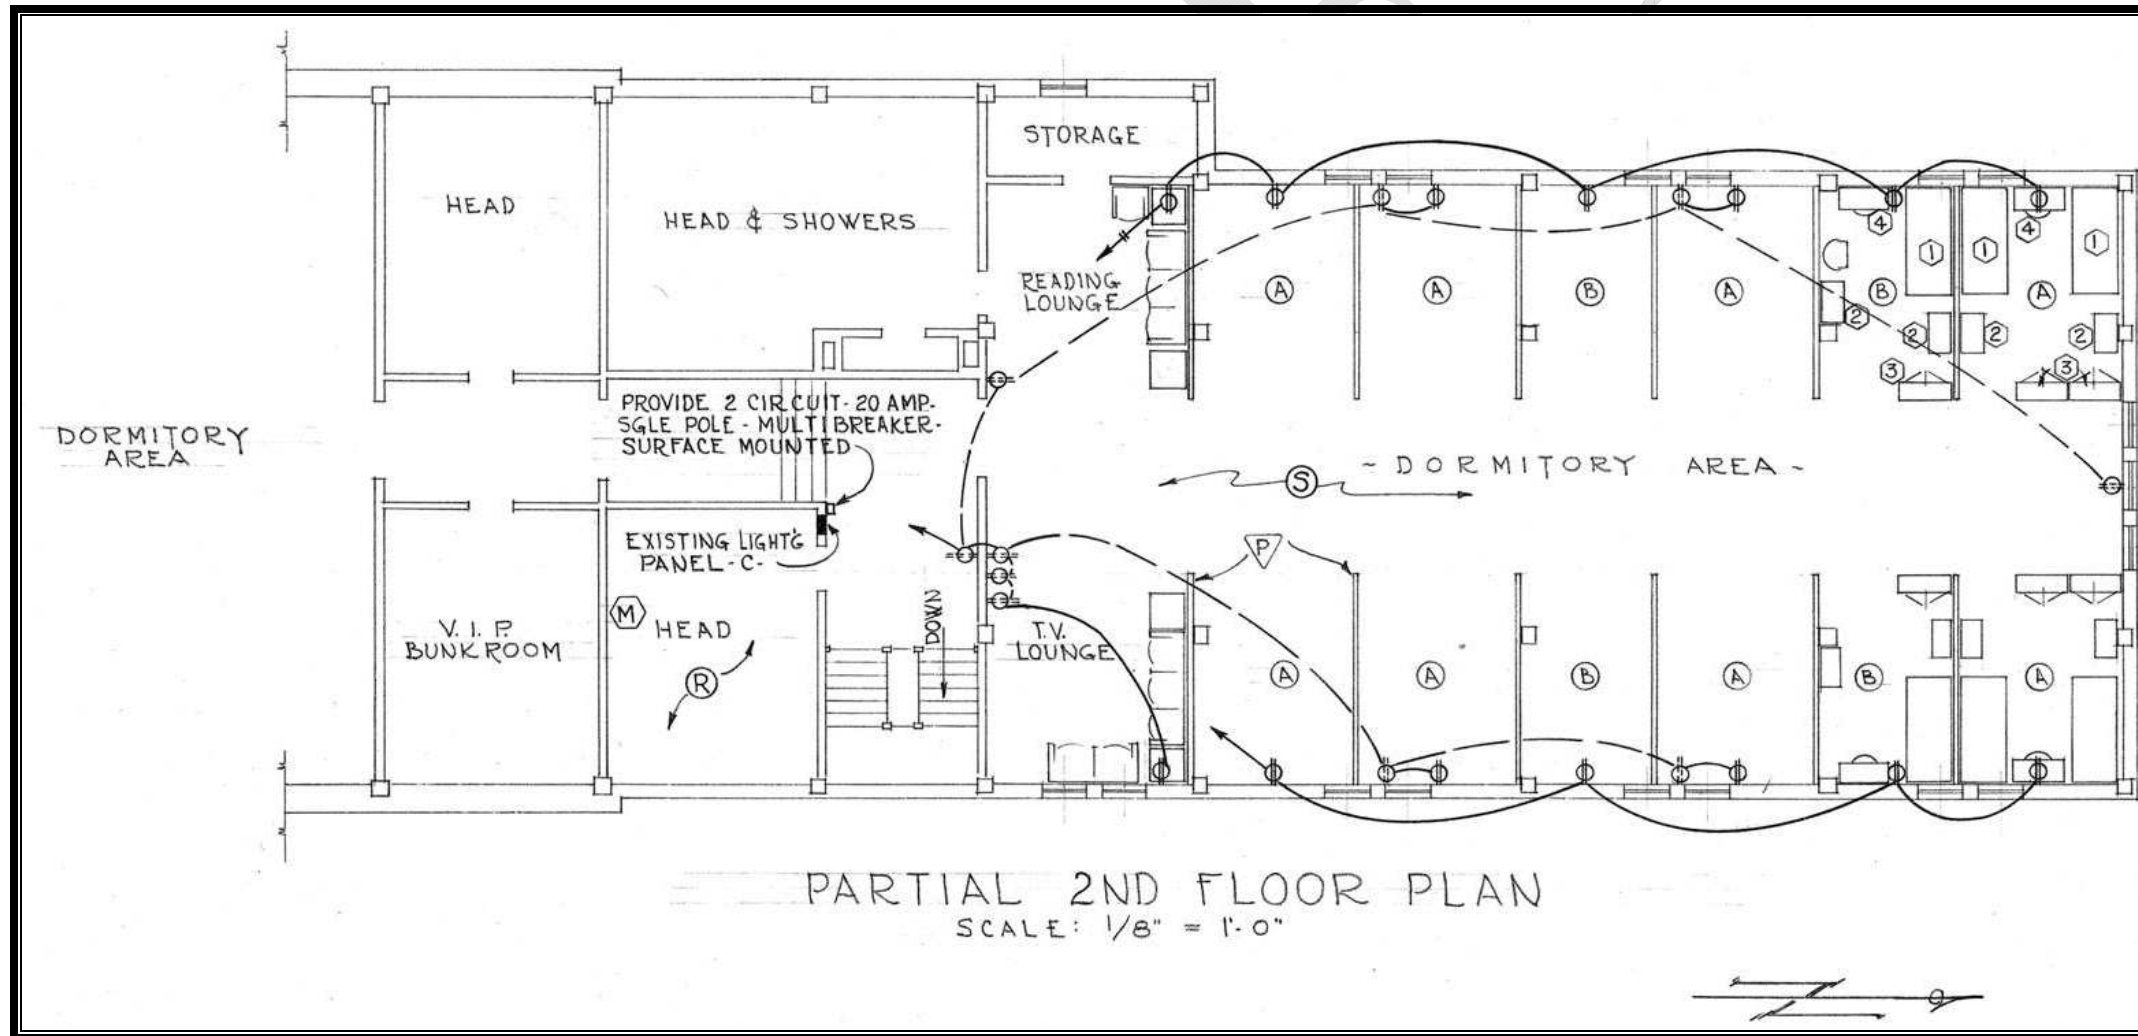 STORAGE
HEAD
HEAD & SHOWERS
READING
LOUNGE
4
4
1
1
1
A
A
B
A
B
A
2
2
2
2
3
3
PROVIDE 2 CIRCUIT-20 AMP.
SGLE POLE - MULTIBREAKER-
SURFACE MOUNTED
DORMITORY
AREA
~ DORMITORY AREA ~
S
EXISTING LIGHT'G
PANEL-C-
P
M
HEAD
V.I.P.
BUNKROOM
DOWN
T.V.
LOUNGE
R
A
A
B
A
B
A
PARTIAL 2ND FLOOR PLAN
SCALE: 1/8" = 1'-0"